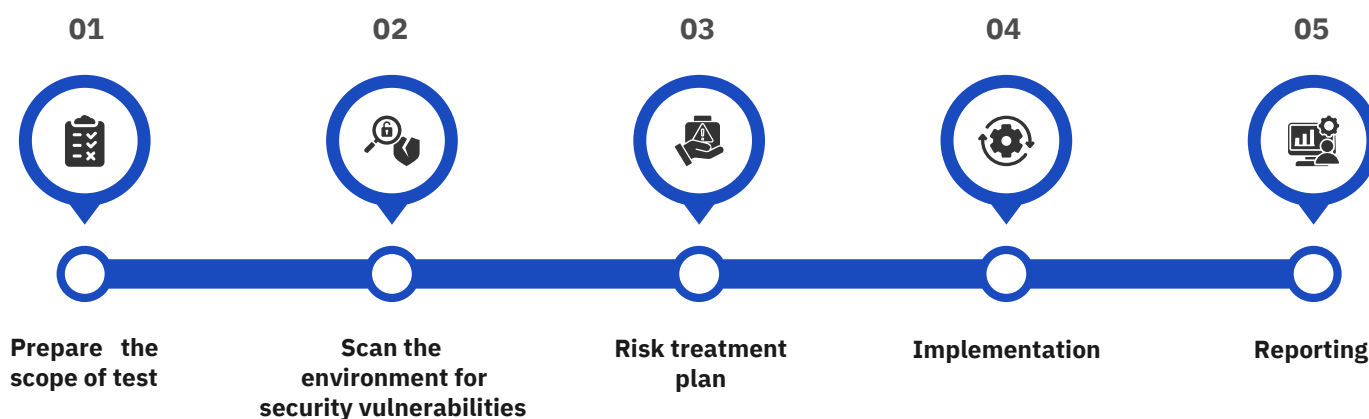 01
02
03
04
05
Prepare the
scope of test
Scan the
environment for
security vulnerabilities
Risk treatment
plan
Implementation
Reporting